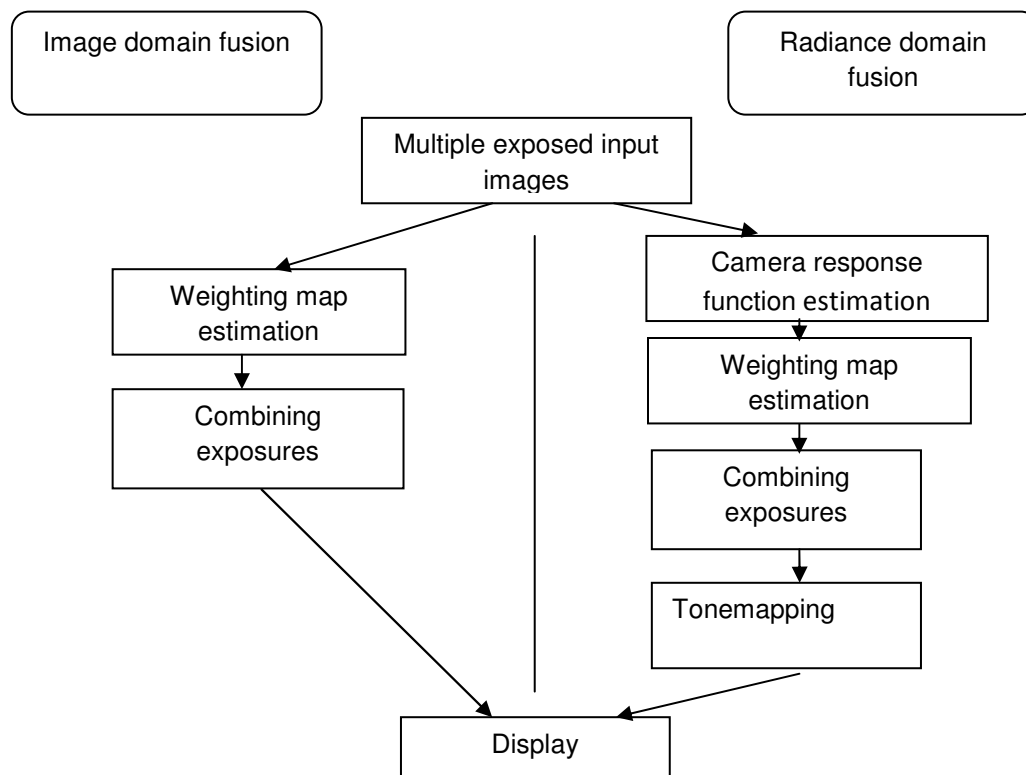 Image domain fusion
Radiance domain
fusion
Multiple exposed input
images
Weighting map
estimation
Combining
exposures
Camera response
function estimation
Weighting map
estimation
Combining
exposures
Tonemapping
Display